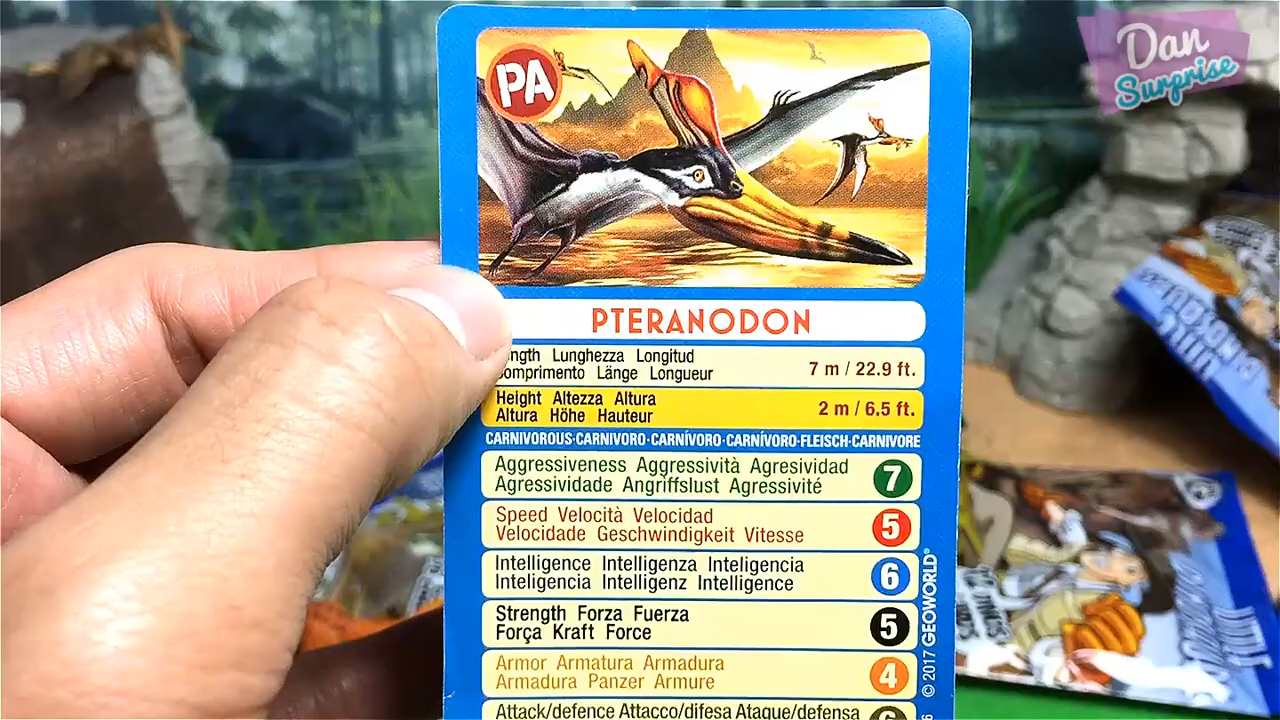 Dan
Surprise
PA
PTERANODON
Lunghezza Longitud
Länge Longueur
7 m / 22.9 ft.
Height Altezza Altura
Altura Höhe Hauteur
2 m / 6.5 ft.
CARNIVOROUS·CARNIVORO·CARNÍVORO·CARNÍVORO·FLEISCH·CARNIVORE
Aggressiveness Aggressività Agresividad
Agressividade Angriffslust Agressivité
7
Speed Velocità Velocidad
Velocidade Geschwindigkeit Vitesse
5
Intelligence Intelligenza Inteligencia
Inteligencia Intelligenz Intelligence
6
Strength Forza Fuerza
Força Kraft Force
5
Armor Armatura Armadura
Armadura Panzer Armure
4
Attack/defence Attacco/difesa Ataque/defensa
© 2017 GEOWORLD®